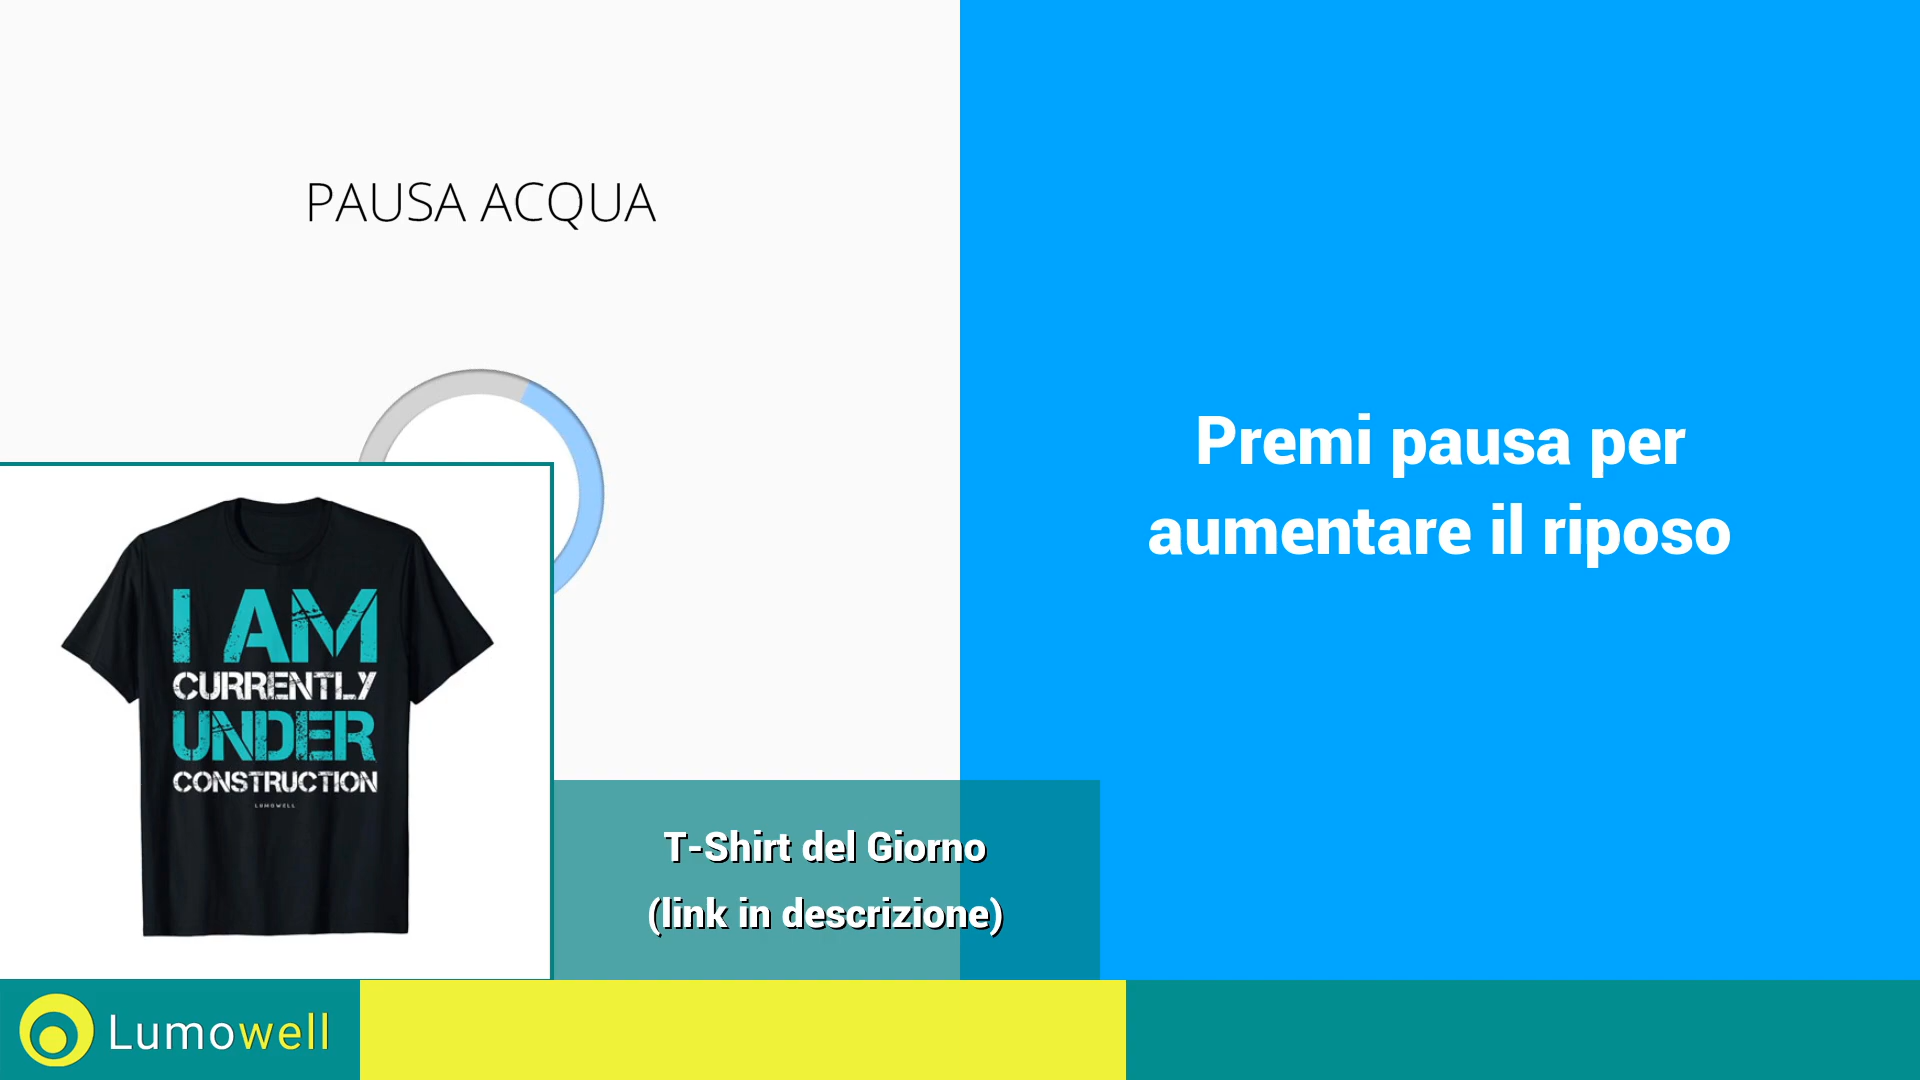 PAUSA ACQUA
Premi pausa per
aumentare il riposo
I AM
CURRENTLY
UNDER
CONSTRUCTION
LUMOWELL
T-Shirt del Giorno
(link in descrizione)
Lumowell